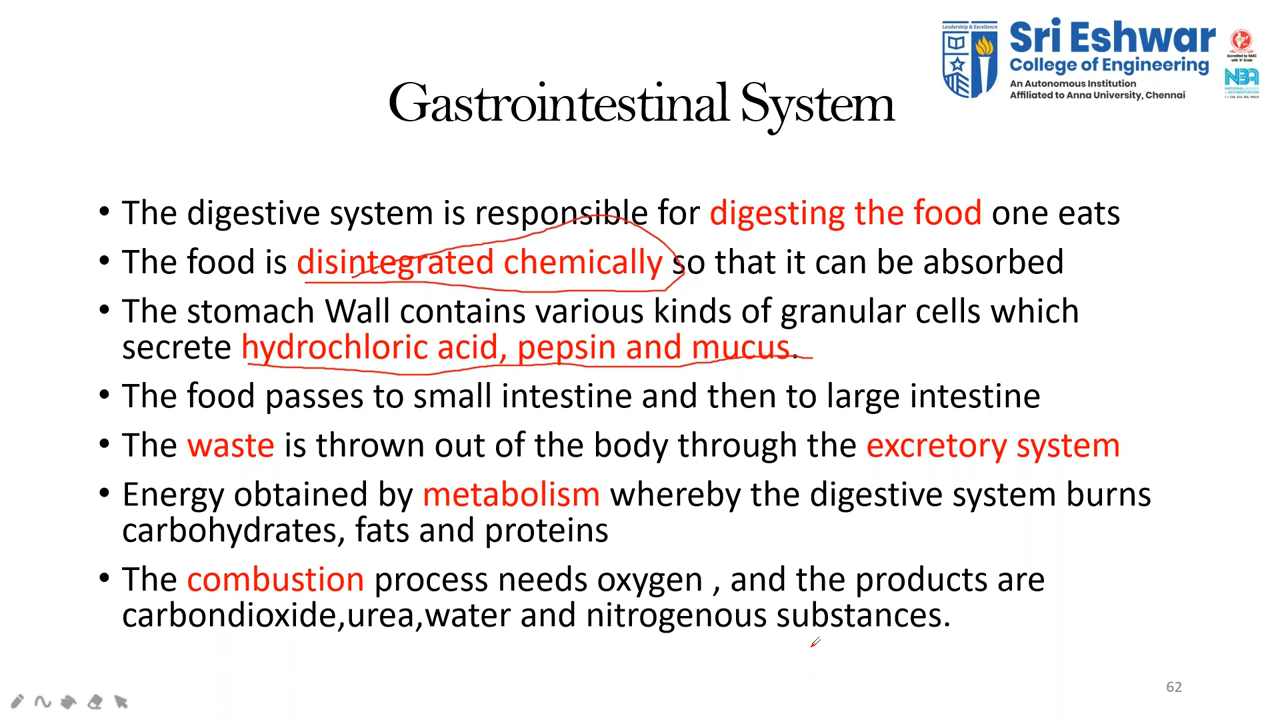 Leadership & Excellence
Sri Eshwar
College of Engineering
An Autonomous Institution
Affiliated to Anna University, Chennai
NBA
Gastrointestinal System
• The digestive system is responsible for digesting the food one eats
• The food is disintegrated chemically so that it can be absorbed
• The stomach Wall contains various kinds of granular cells which
secrete hydrochloric acid, pepsin and mucus.
• The food passes to small intestine and then to large intestine
• The waste is thrown out of the body through the excretory system
• Energy obtained by metabolism whereby the digestive system burns
carbohydrates, fats and proteins
• The combustion process needs oxygen , and the products are
carbondioxide,urea,water and nitrogenous substances.
62